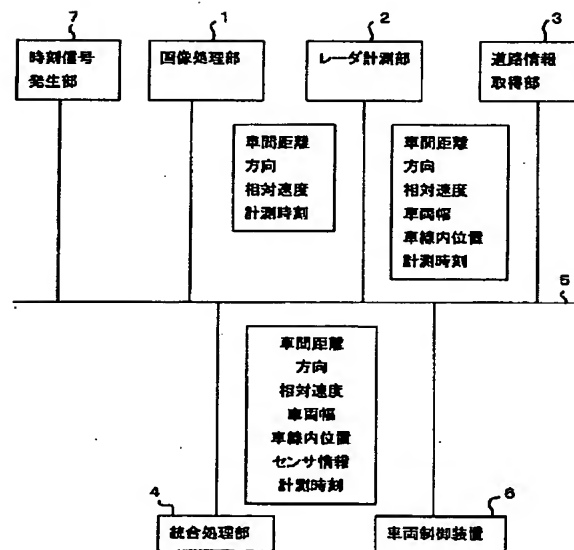 7
1
2
3
時刻信号
発生部
画像処理部
レーダ計測部
道路情報
取得部
車間距離
方向
相対速度
計測時刻
車間距離
方向
相対速度
車両幅
車線内位置
計測時刻
5
車間距離
方向
相対速度
車両幅
車線内位置
センサ情報
計測時刻
4
6
統合処理部
車両制御装置